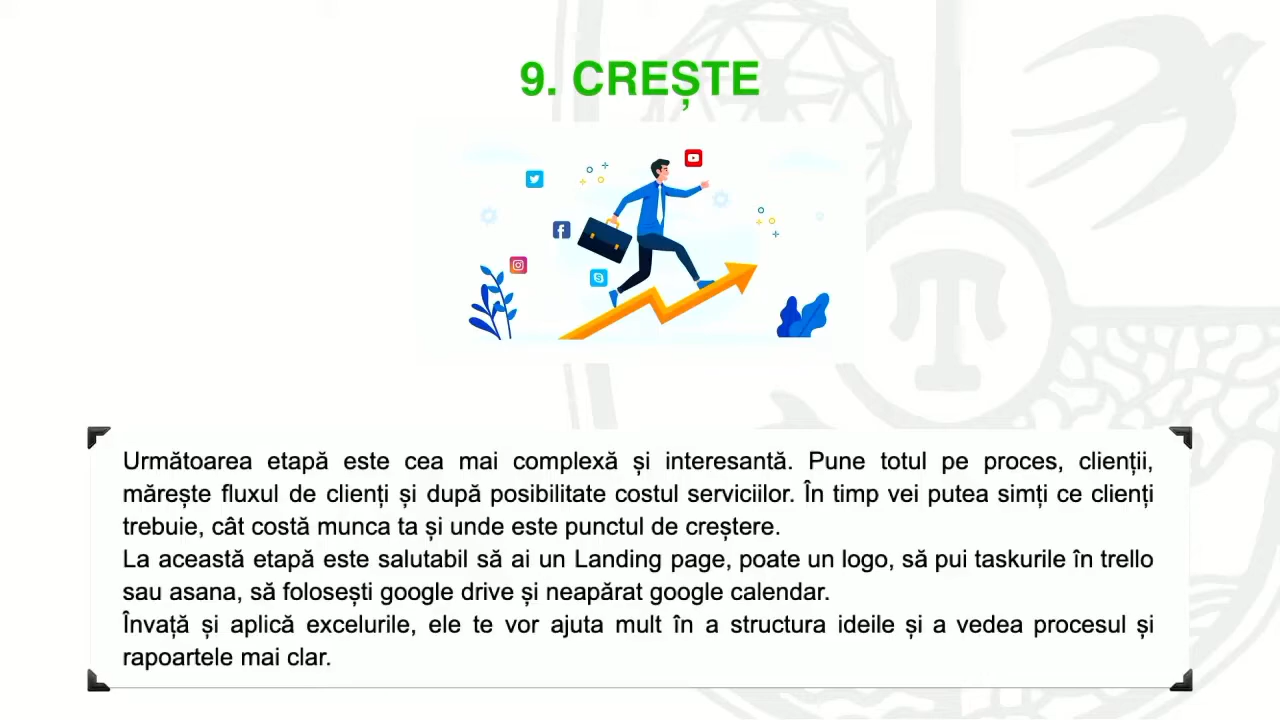 9. CREȘTE
Următoarea etapă este cea mai complexă și interesantă. Pune totul pe proces, clienții,
mărește fluxul de clienți și după posibilitate costul serviciilor. În timp vei putea simți ce clienți
trebuie, cât costă munca ta și unde este punctul de creștere.
La această etapă este salutabil să ai un Landing page, poate un logo, să pui taskurile în trello
sau asana, să folosești google drive și neapărat google calendar.
Învață și aplică excelurile, ele te vor ajuta mult în a structura ideile și a vedea procesul și
rapoartele mai clar.